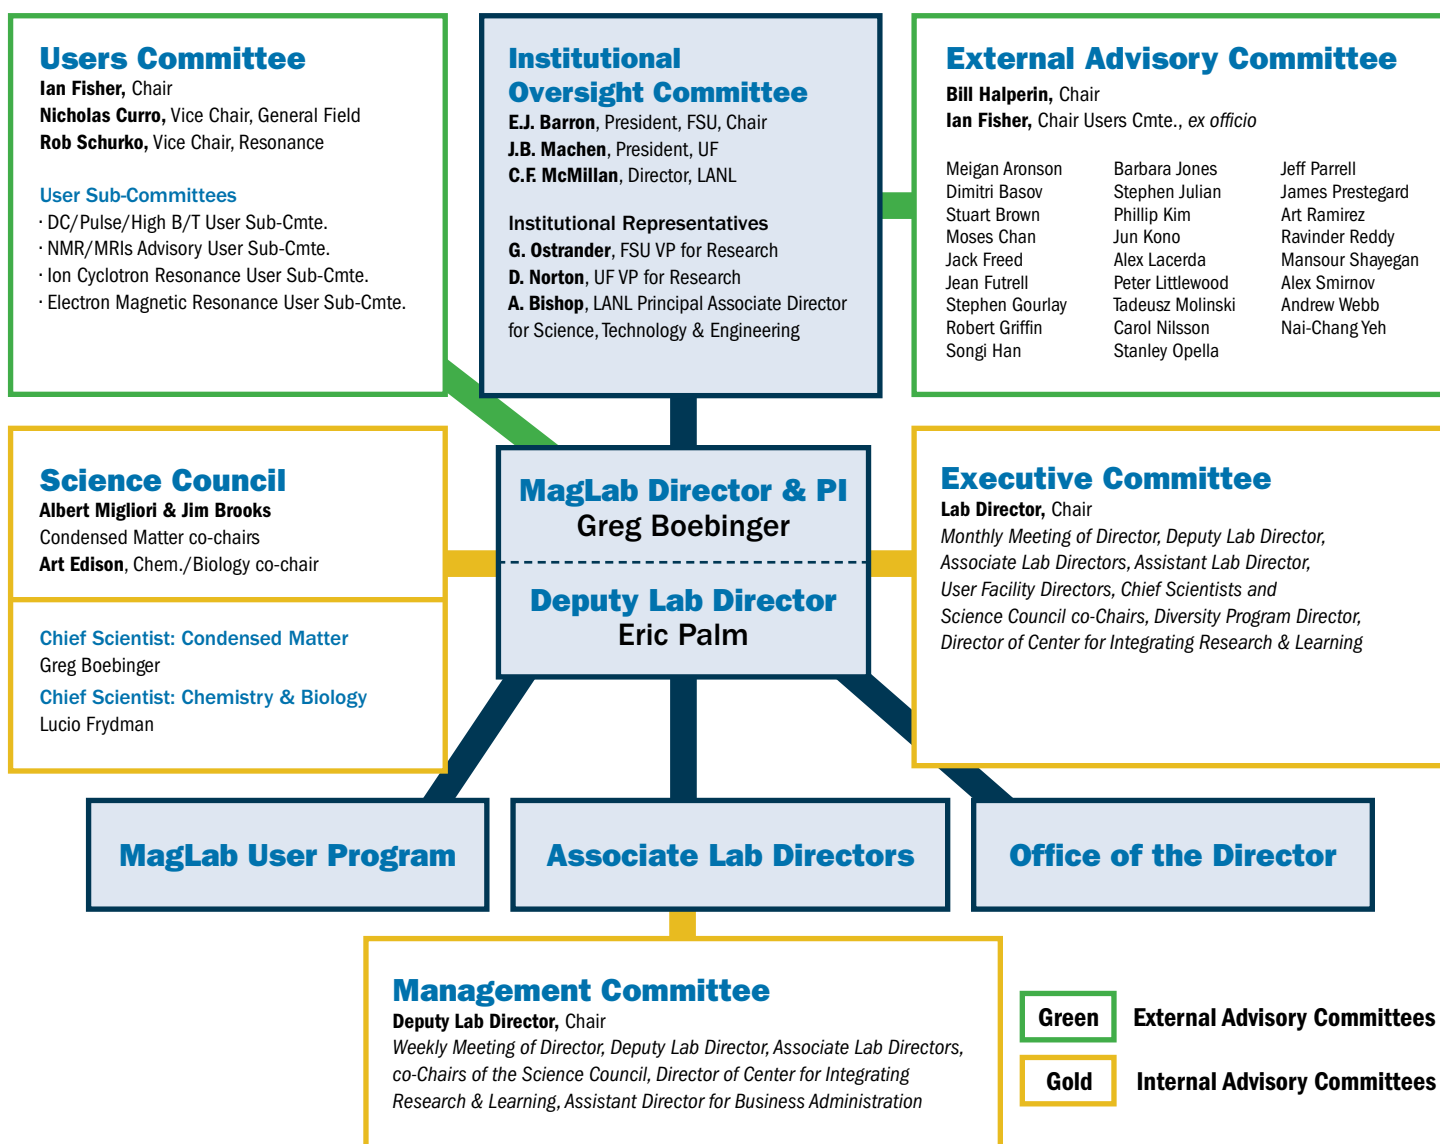 Users Committee
Ian Fisher, Chair
Nicholas Curro, Vice Chair, General Field
Rob Schurko, Vice Chair, Resonance
User Sub-Committees
· DC/Pulse/High B/T User Sub-Cmte.
· NMR/MRIs Advisory User Sub-Cmte.
· Ion Cyclotron Resonance User Sub-Cmte.
· Electron Magnetic Resonance User Sub-Cmte.
Institutional
Oversight Committee
E.J. Barron, President, FSU, Chair
J.B. Machen, President, UF
C.F. McMillan, Director, LANL
Institutional Representatives
G. Ostrander, FSU VP for Research
D. Norton, UF VP for Research
A. Bishop, LANL Principal Associate Director
for Science, Technology & Engineering
External Advisory Committee
Bill Halperin, Chair
Ian Fisher, Chair Users Cmte., ex officio
Meigan Aronson
Dimitri Basov
Stuart Brown
Moses Chan
Jack Freed
Jean Futrell
Stephen Gourlay
Robert Griffin
Songi Han
Barbara Jones
Stephen Julian
Phillip Kim
Jun Kono
Alex Lacerda
Peter Littlewood
Tadeusz Molinski
Carol Nilsson
Stanley Opella
Jeff Parrell
James Prestegard
Art Ramirez
Ravinder Reddy
Mansour Shayegan
Alex Smirnov
Andrew Webb
Nai-Chang Yeh
Science Council
Albert Migliori & Jim Brooks
Condensed Matter co-chairs
Art Edison, Chem./Biology co-chair
Chief Scientist: Condensed Matter
Greg Boebinger
Chief Scientist: Chemistry & Biology
Lucio Frydman
MagLab Director & PI
Greg Boebinger
Deputy Lab Director
Eric Palm
Executive Committee
Lab Director, Chair
Monthly Meeting of Director, Deputy Lab Director,
Associate Lab Directors, Assistant Lab Director,
User Facility Directors, Chief Scientists and
Science Council co-Chairs, Diversity Program Director,
Director of Center for Integrating Research & Learning
MagLab User Program
Associate Lab Directors
Office of the Director
Management Committee
Deputy Lab Director, Chair
Weekly Meeting of Director, Deputy Lab Director, Associate Lab Directors,
co-Chairs of the Science Council, Director of Center for Integrating
Research & Learning, Assistant Director for Business Administration
Green External Advisory Committees
Gold Internal Advisory Committees